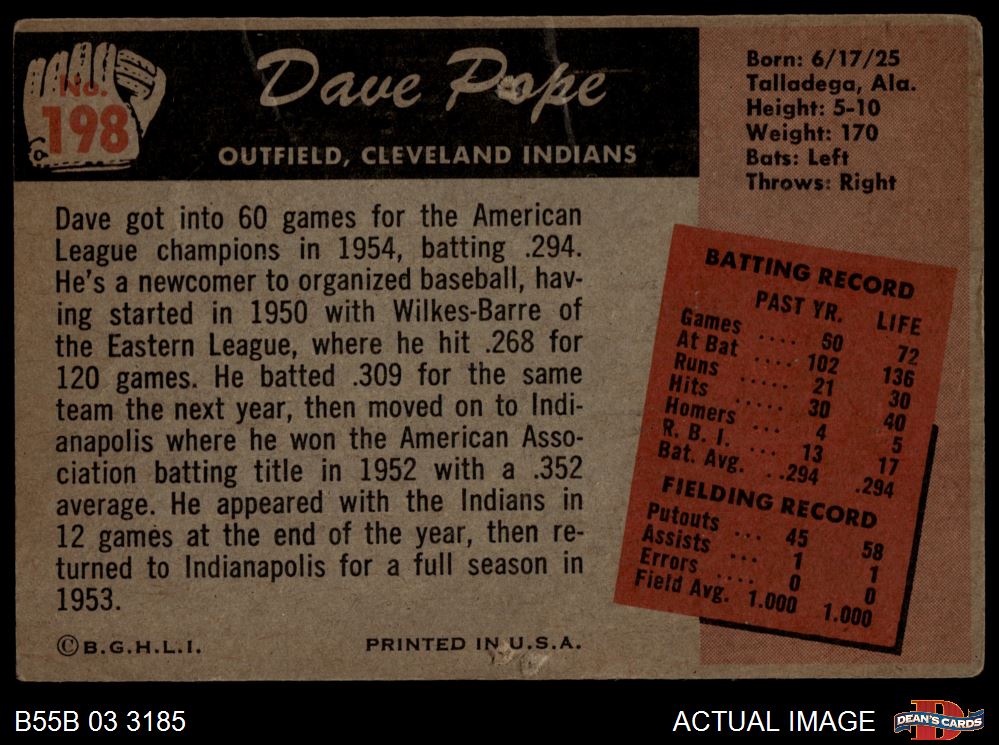 No.
198
Dave Pope
OUTFIELD, CLEVELAND INDIANS
Dave got into 60 games for the American
League champions in 1954, batting .294.
He's a newcomer to organized baseball, hav-
ing started in 1950 with Wilkes-Barre of
the Eastern League, where he hit .268 for
120 games. He batted .309 for the same
team the next year, then moved on to Indi-
anapolis where he won the American Asso-
ciation batting title in 1952 with a .352
average. He appeared with the Indians in
12 games at the end of the year, then re-
turned to Indianapolis for a full season in
1953.
©B.G.H.L.I.
PRINTED IN U.S.A.
Born: 6/17/25
Talladega, Ala.
Height: 5-10
Weight: 170
Bats: Left
Throws: Right
BATTING RECORD
PAST YR. LIFE
Games .... 60 72
At Bat .... 102 136
Runs ..... 21 30
Hits ..... 30 40
Homers 4 5
R. B. I. .... 13 17
Bat. Avg. .294 .294
FIELDING RECORD
Putouts ... 45 58
Assists ... 1 1
Errors .... 0 0
Field Avg. 1.000 1.000
B55B 03 3185
ACTUAL IMAGE
DEAN'S CARDS